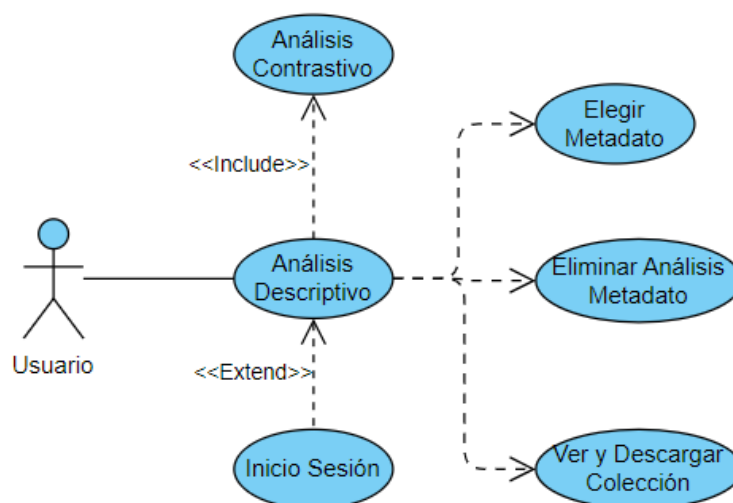 Análisis
Contrastivo
Elegir
Metadato
<<Include>>
Análisis
Descriptivo
Eliminar Análisis
Metadato
Usuario
<<Extend>>
Inicio Sesión
Ver y Descargar
Colección